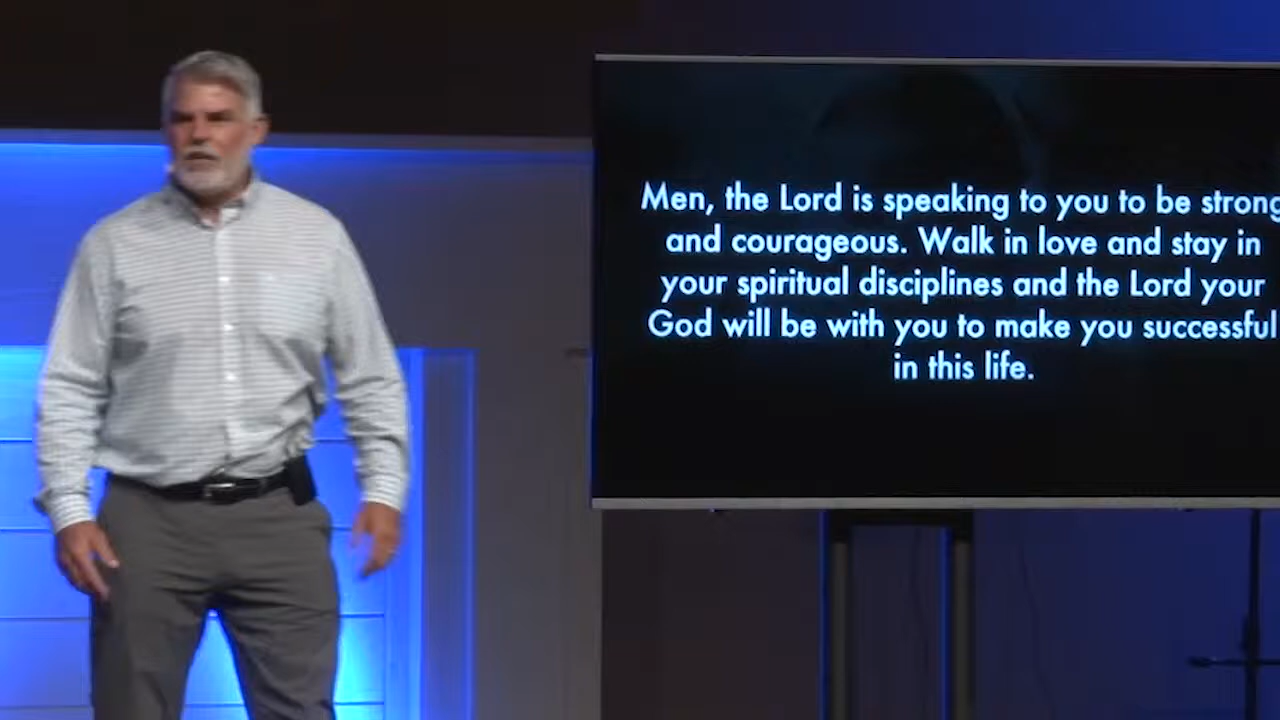 Men, the Lord is speaking to you to be strong
and courageous. Walk in love and stay in
your spiritual disciplines and the Lord your
God will be with you to make you successful
in this life.